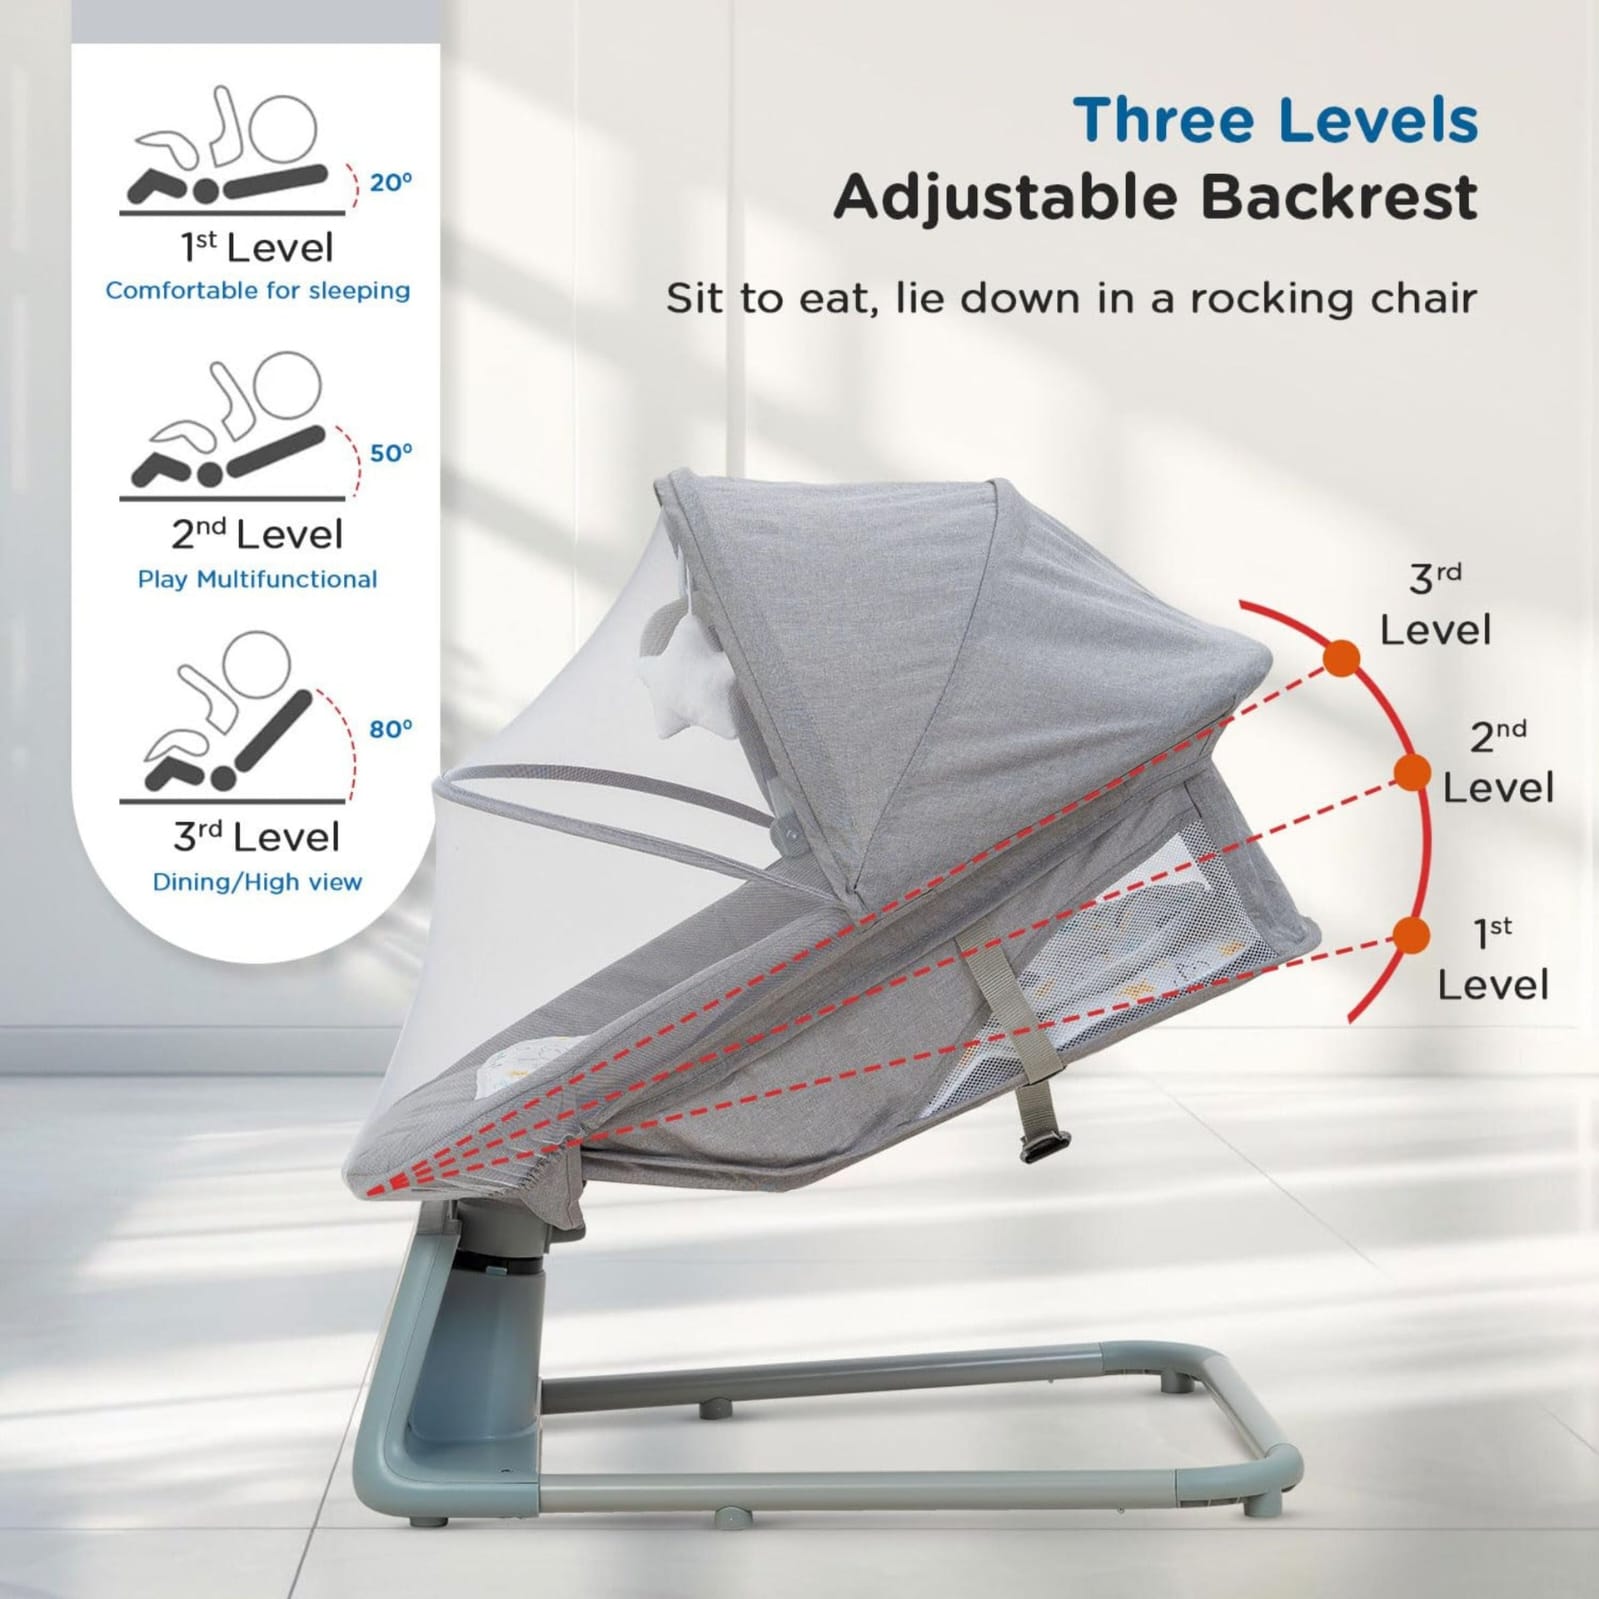 Three Levels
Adjustable Backrest
Sit to eat, lie down in a rocking chair
20°
1st Level
Comfortable for sleeping
50°
2nd Level
Play Multifunctional
80°
3rd Level
Dining/High view
3rd
Level
2nd
Level
1st
Level